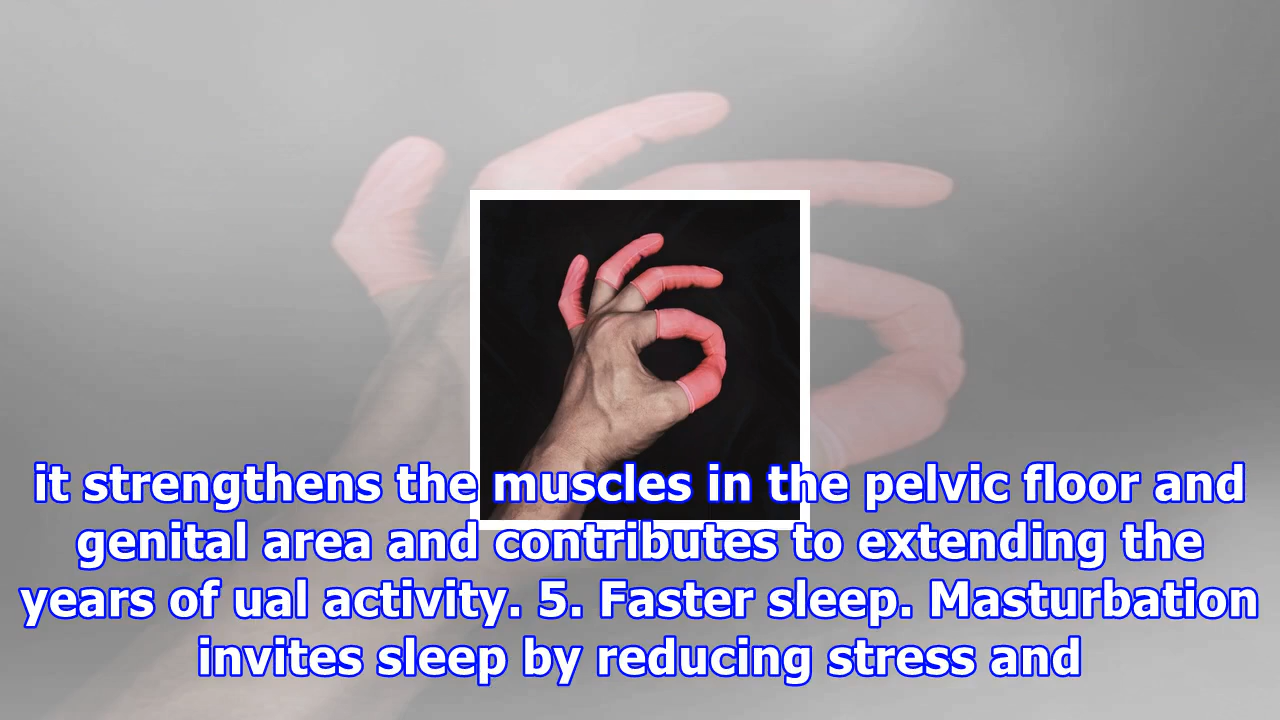 it strengthens the muscles in the pelvic floor and
genital area and contributes to extending the
years of ual activity. 5. Faster sleep. Masturbation
invites sleep by reducing stress and